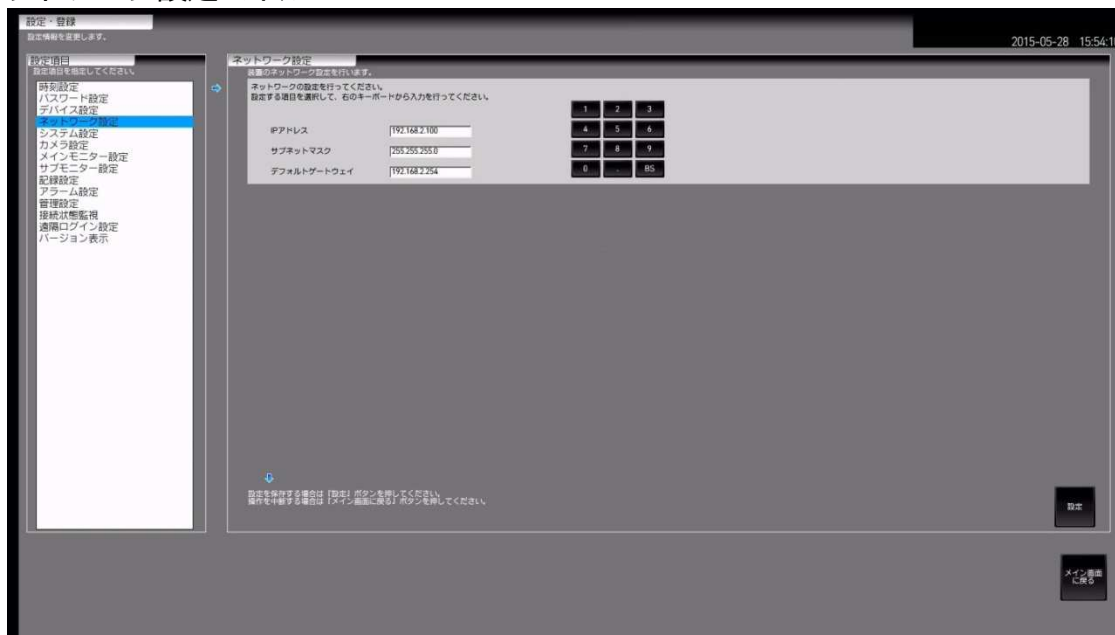 設定・登録
設定情報を変更します。
2015-05-28 15:54:1
設定項目
設定項目を指定してください。
時刻設定
パスワード設定
デバイス設定
ネットワーク設定
システム設定
カメラ設定
メインモニター設定
サブモニター設定
記録設定
アラーム設定
管理設定
接続状態監視
遠隔ログイン設定
バージョン表示
ネットワーク設定
装置のネットワーク設定を行います。
ネットワークの設定を行ってください。
設定する項目を選択して、右のキーボードから入力を行ってください。
IPアドレス 192.168.2.100
サブネットマスク 255.255.255.0
デフォルトゲートウェイ 192.168.2.254
1 2 3
4 5 6
7 8 9
0 . BS
設定を保存する場合は「設定」ボタンを押してください。
操作を中断する場合は「メイン画面に戻る」ボタンを押してください。
設定
メイン画面
に戻る